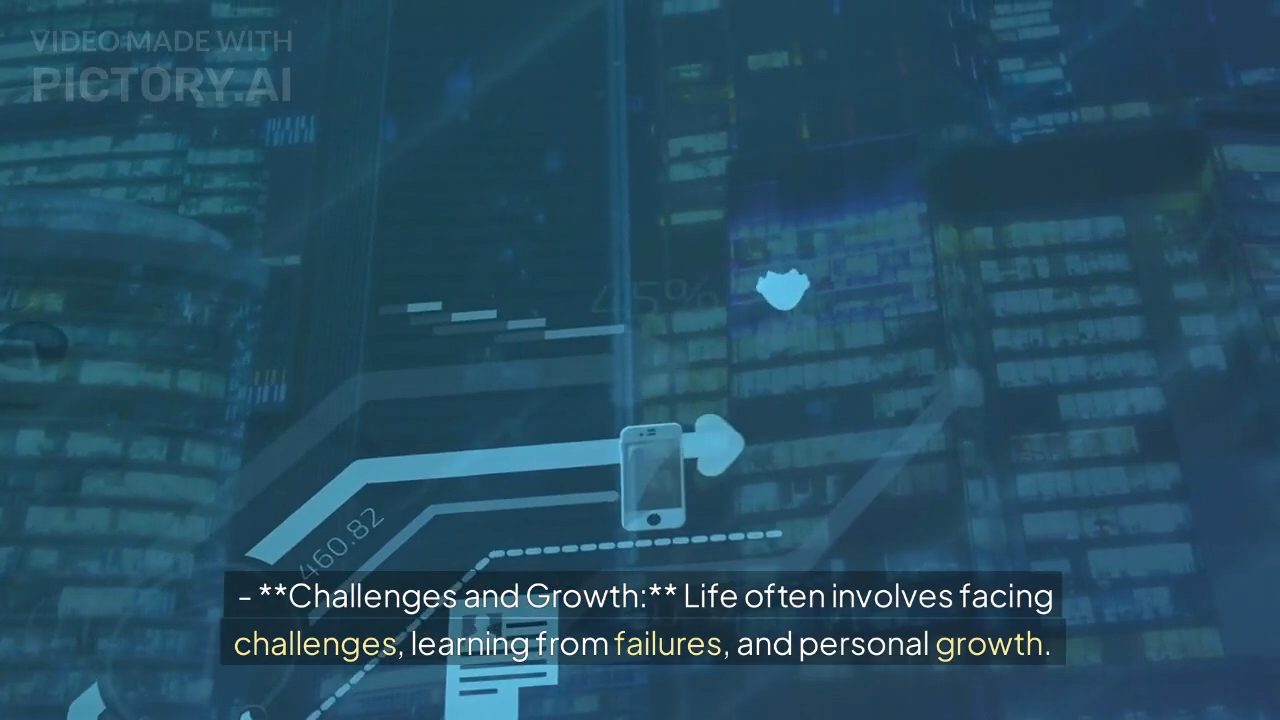 VIDEO MADE WITH
PICTORY.AI
45%
460.82
- **Challenges and Growth:** Life often involves facing
challenges, learning from failures, and personal growth.